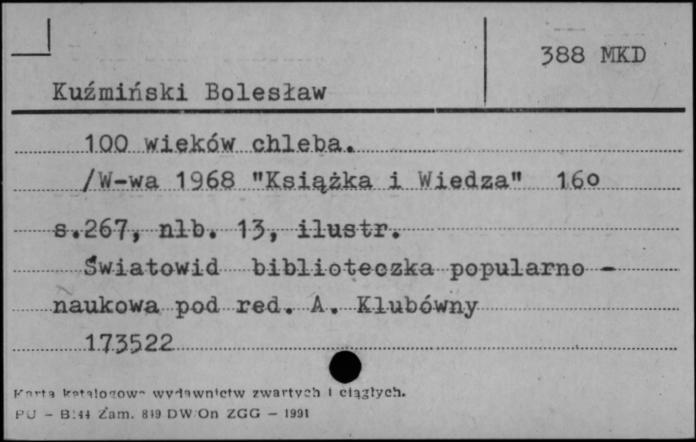 388 MKD
Kuźmiński Bolesław
100 wieków chleba.
/W-wa 1968 "Książka i Wiedza" 16o
s.267, nlb. 13, ilustr.
Światowid biblioteczka popularno -
naukowa pod red. A. Klubówny
173522
Karta katalogowa wydawnictw zwartych i ciągłych.
PU - B/44 Zam. 819 DW/On ZGG - 1991